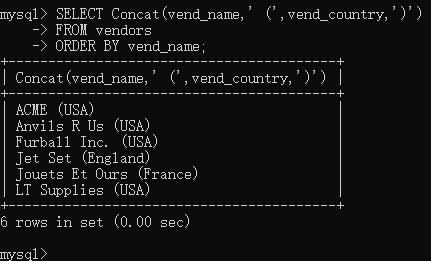 mysql> SELECT Concat(vend_name,' (',vend_country,')')
    -> FROM vendors
    -> ORDER BY vend_name;
+-----------------------------------------+
| Concat(vend_name,' (',vend_country,')') |
+-----------------------------------------+
| ACME (USA)                              |
| Anvils R Us (USA)                       |
| Furball Inc. (USA)                      |
| Jet Set (England)                       |
| Jouets Et Ours (France)                 |
| LT Supplies (USA)                       |
+-----------------------------------------+
6 rows in set (0.00 sec)
mysql>